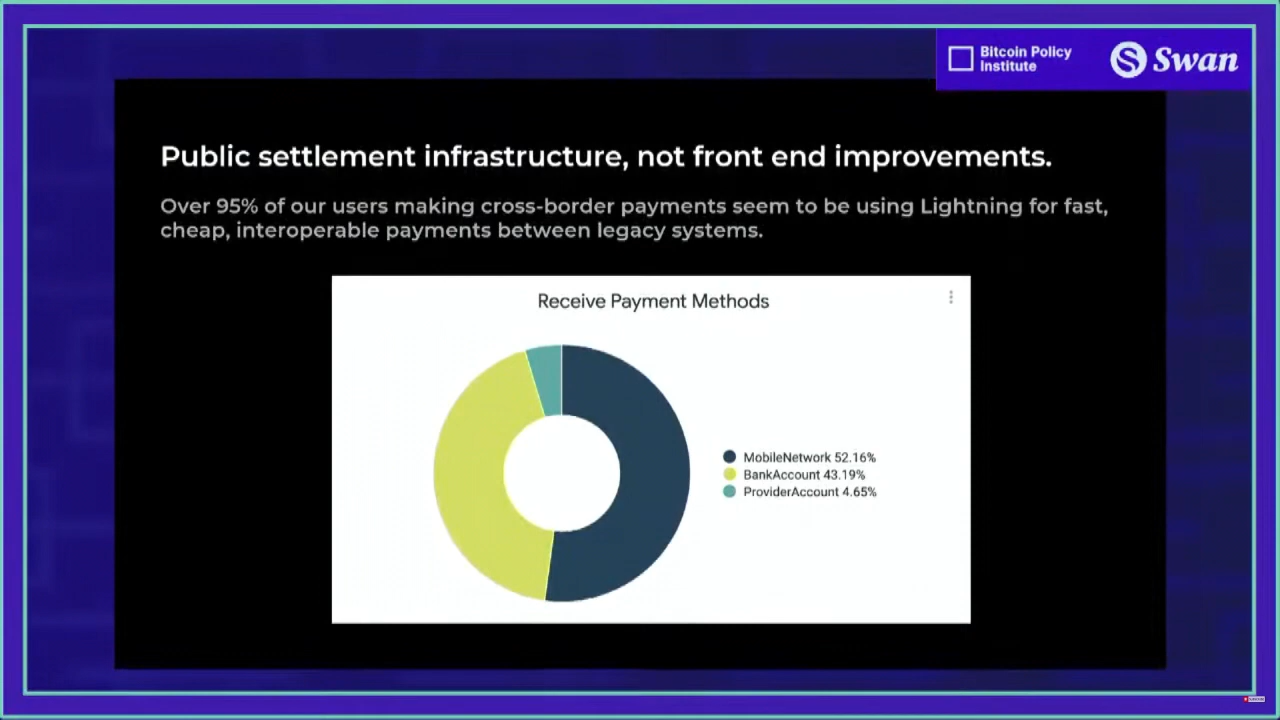 Bitcoin Policy
Institute
Swan
Public settlement infrastructure, not front end improvements.
Over 95% of our users making cross-border payments seem to be using Lightning for fast,
cheap, interoperable payments between legacy systems.
Receive Payment Methods
MobileNetwork 52.16%
BankAccount 43.19%
ProviderAccount 4.65%